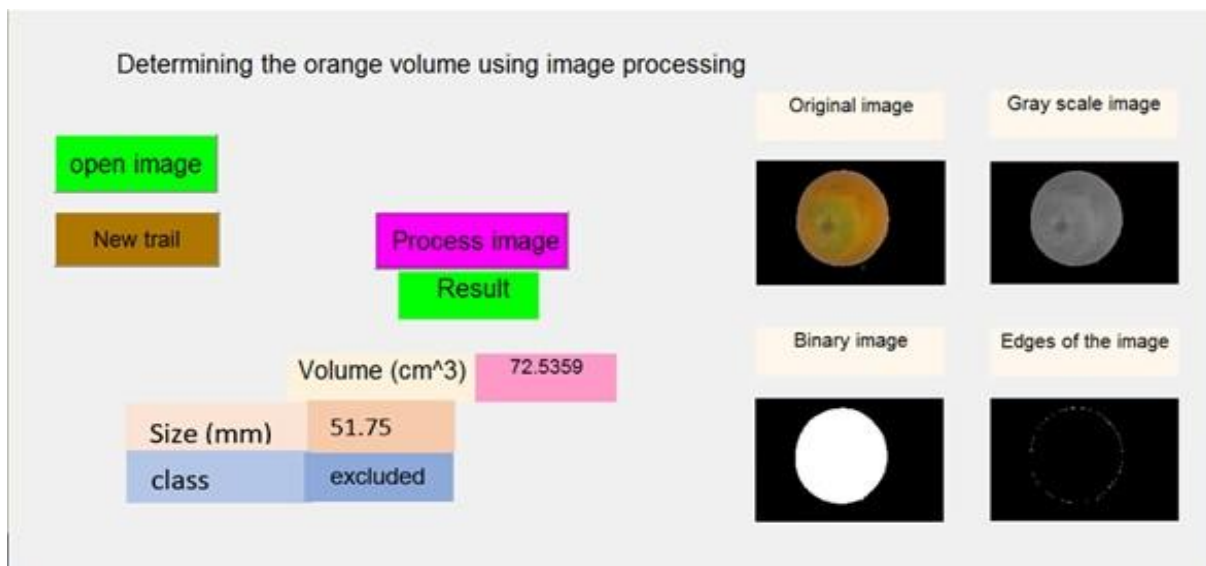 Determining the orange volume using image processing
Original image
Gray scale image
open image
New trail
Process image
Result
Binary image
Edges of the image
Volume (cm^3) 72.5359
Size (mm) 51.75
class excluded